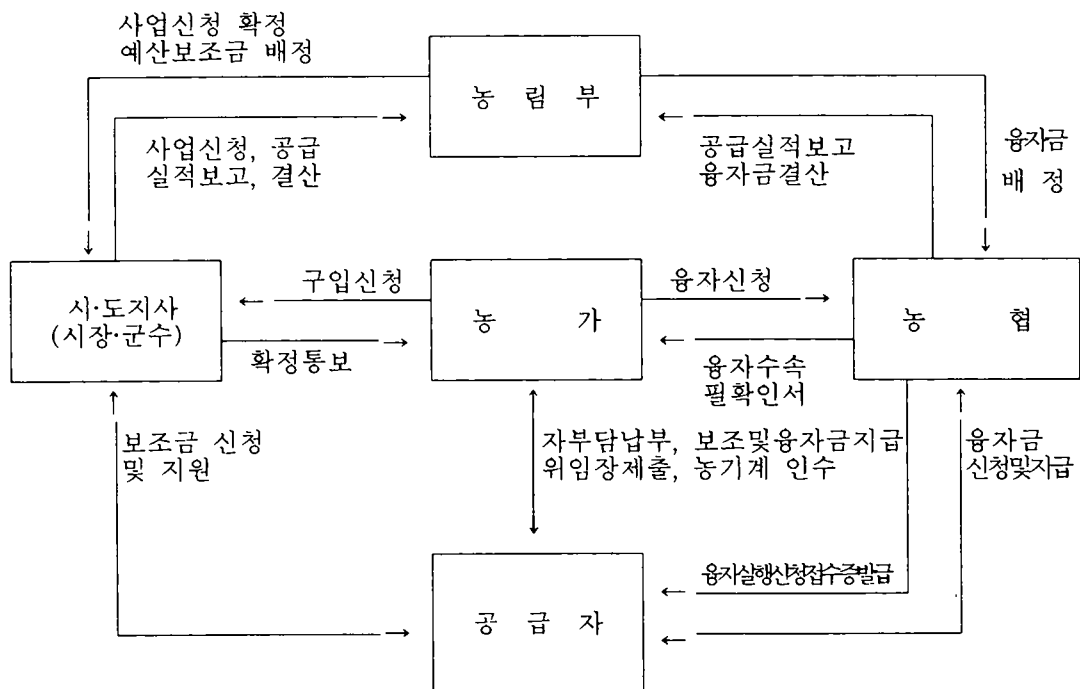 사업신청 확정
예산보조금 배정
농 림 부
사업신청, 공급
실적보고, 결산
공급실적보고
융자금결산
융자금
배 정
시·도지사
(시장·군수)
구입신청
확정통보
농 가
융자신청
융자수속
필확인서
농 협
보조금 신청
및 지원
자부담납부, 보조및융자금지급
위임장제출, 농기계 인수
융자금
신청및지급
융자실행신청접수증발급
공 급 자